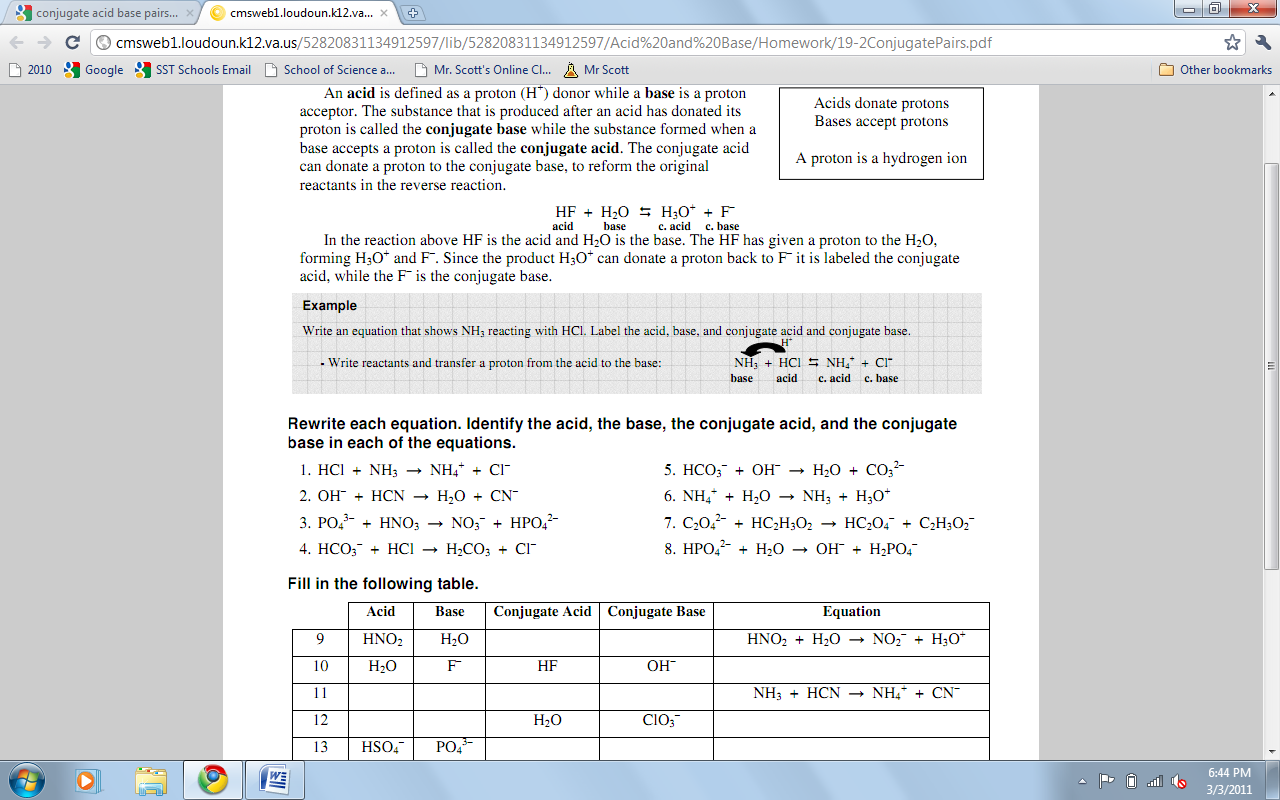 conjugate acid base pairs...
cmsweb1.loudoun.k12.va...
cmsweb1.loudoun.k12.va.us/52820831134912597/lib/52820831134912597/Acid%20and%20Base/Homework/19-2ConjugatePairs.pdf
2010 Google SST Schools Email School of Science a... Mr. Scott's Online Cl... Mr Scott Other bookmarks
An acid is defined as a proton (H⁺) donor while a base is a proton
acceptor. The substance that is produced after an acid has donated its
proton is called the conjugate base while the substance formed when a
base accepts a proton is called the conjugate acid. The conjugate acid
can donate a proton to the conjugate base, to reform the original
reactants in the reverse reaction.
Acids donate protons
Bases accept protons
A proton is a hydrogen ion
HF + H₂O ⇆ H₃O⁺ + F⁻
acid base c. acid c. base
In the reaction above HF is the acid and H₂O is the base. The HF has given a proton to the H₂O,
forming H₃O⁺ and F⁻. Since the product H₃O⁺ can donate a proton back to F⁻ it is labeled the conjugate
acid, while the F⁻ is the conjugate base.
Example
Write an equation that shows NH₃ reacting with HCl. Label the acid, base, and conjugate acid and conjugate base.
H⁺
- Write reactants and transfer a proton from the acid to the base: NH₃ + HCl ⇆ NH₄⁺ + Cl⁻
base acid c. acid c. base
Rewrite each equation. Identify the acid, the base, the conjugate acid, and the conjugate
base in each of the equations.
1. HCl + NH₃ → NH₄⁺ + Cl⁻
2. OH⁻ + HCN → H₂O + CN⁻
3. PO₄³⁻ + HNO₃ → NO₃⁻ + HPO₄²⁻
4. HCO₃⁻ + HCl → H₂CO₃ + Cl⁻
5. HCO₃⁻ + OH⁻ → H₂O + CO₃²⁻
6. NH₄⁺ + H₂O → NH₃ + H₃O⁺
7. C₂O₄²⁻ + HC₂H₃O₂ → HC₂O₄⁻ + C₂H₃O₂⁻
8. HPO₄²⁻ + H₂O → OH⁻ + H₂PO₄⁻
Fill in the following table.
Acid Base Conjugate Acid Conjugate Base Equation
9 HNO₂ H₂O HNO₂ + H₂O → NO₂⁻ + H₃O⁺
10 H₂O F⁻ HF OH⁻
11 NH₃ + HCN → NH₄⁺ + CN⁻
12 H₂O ClO₃⁻
13 HSO₄⁻ PO₄³⁻
6:44 PM
3/3/2011